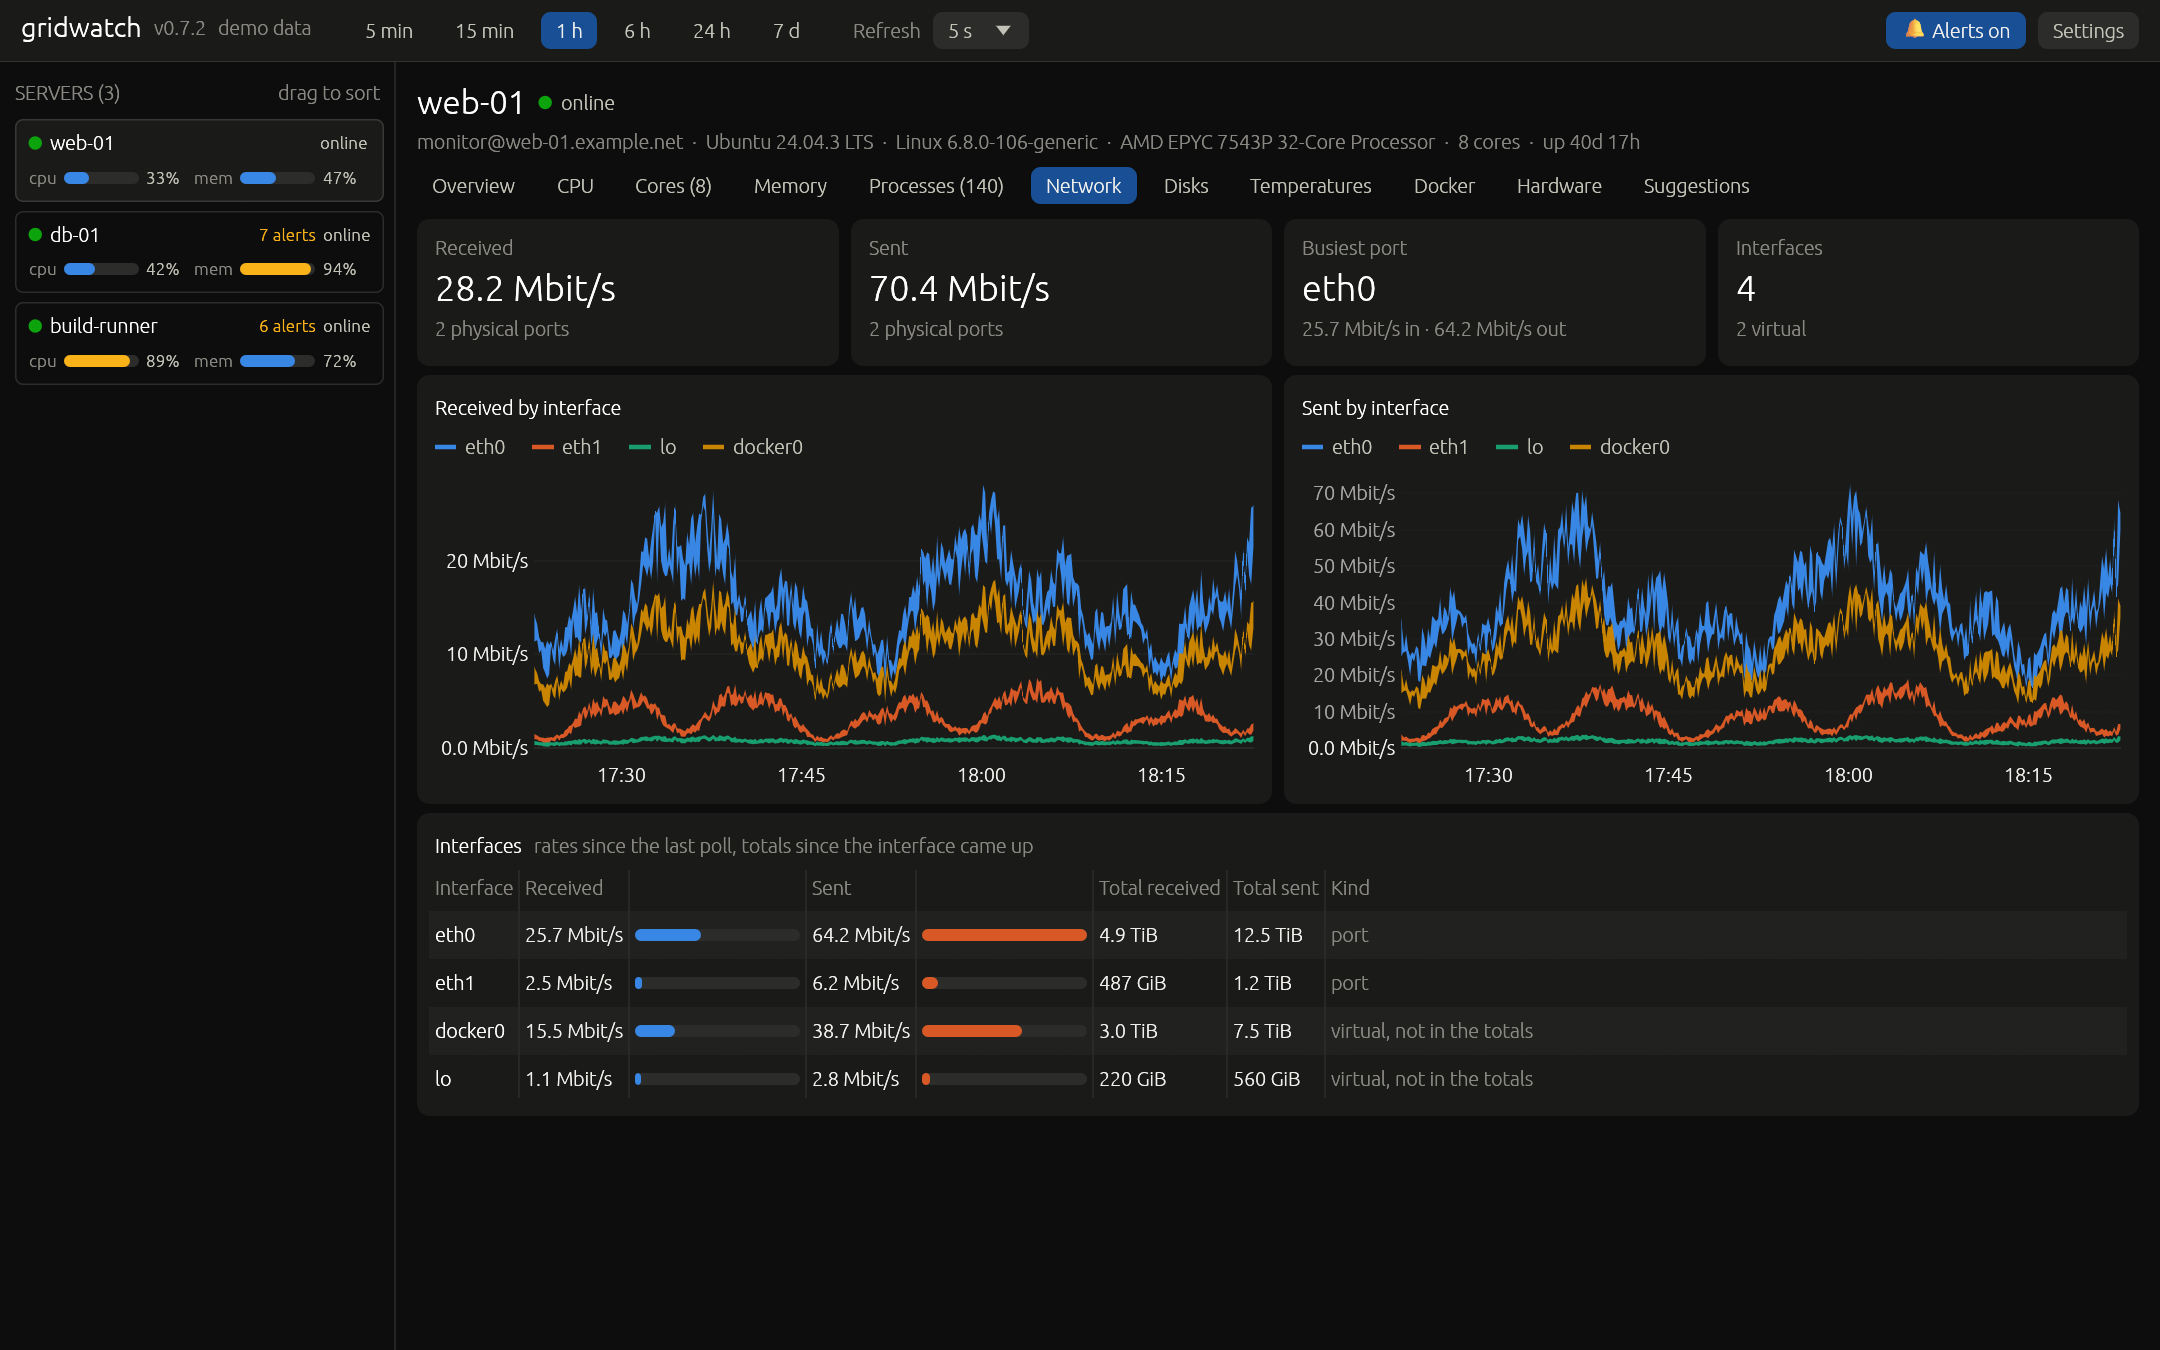 gridwatch v0.7.2 demo data 5 min 15 min 1 h 6 h 24 h 7 d Refresh 5 s Alerts on Settings
SERVERS (3) drag to sort
web-01 online
cpu 33% mem 47%
db-01 7 alerts online
cpu 42% mem 94%
build-runner 6 alerts online
cpu 89% mem 72%
web-01 online
monitor@web-01.example.net · Ubuntu 24.04.3 LTS · Linux 6.8.0-106-generic · AMD EPYC 7543P 32-Core Processor · 8 cores · up 40d 17h
Overview CPU Cores (8) Memory Processes (140) Network Disks Temperatures Docker Hardware Suggestions
Received
28.2 Mbit/s
2 physical ports
Sent
70.4 Mbit/s
2 physical ports
Busiest port
eth0
25.7 Mbit/s in · 64.2 Mbit/s out
Interfaces
4
2 virtual
Received by interface
eth0 eth1 lo docker0
20 Mbit/s
10 Mbit/s
0.0 Mbit/s
17:30 17:45 18:00 18:15
Sent by interface
eth0 eth1 lo docker0
70 Mbit/s
60 Mbit/s
50 Mbit/s
40 Mbit/s
30 Mbit/s
20 Mbit/s
10 Mbit/s
0.0 Mbit/s
17:30 17:45 18:00 18:15
Interfaces rates since the last poll, totals since the interface came up
Interface Received Sent Total received Total sent Kind
eth0 25.7 Mbit/s 64.2 Mbit/s 4.9 TiB 12.5 TiB port
eth1 2.5 Mbit/s 6.2 Mbit/s 487 GiB 1.2 TiB port
docker0 15.5 Mbit/s 38.7 Mbit/s 3.0 TiB 7.5 TiB virtual, not in the totals
lo 1.1 Mbit/s 2.8 Mbit/s 220 GiB 560 GiB virtual, not in the totals